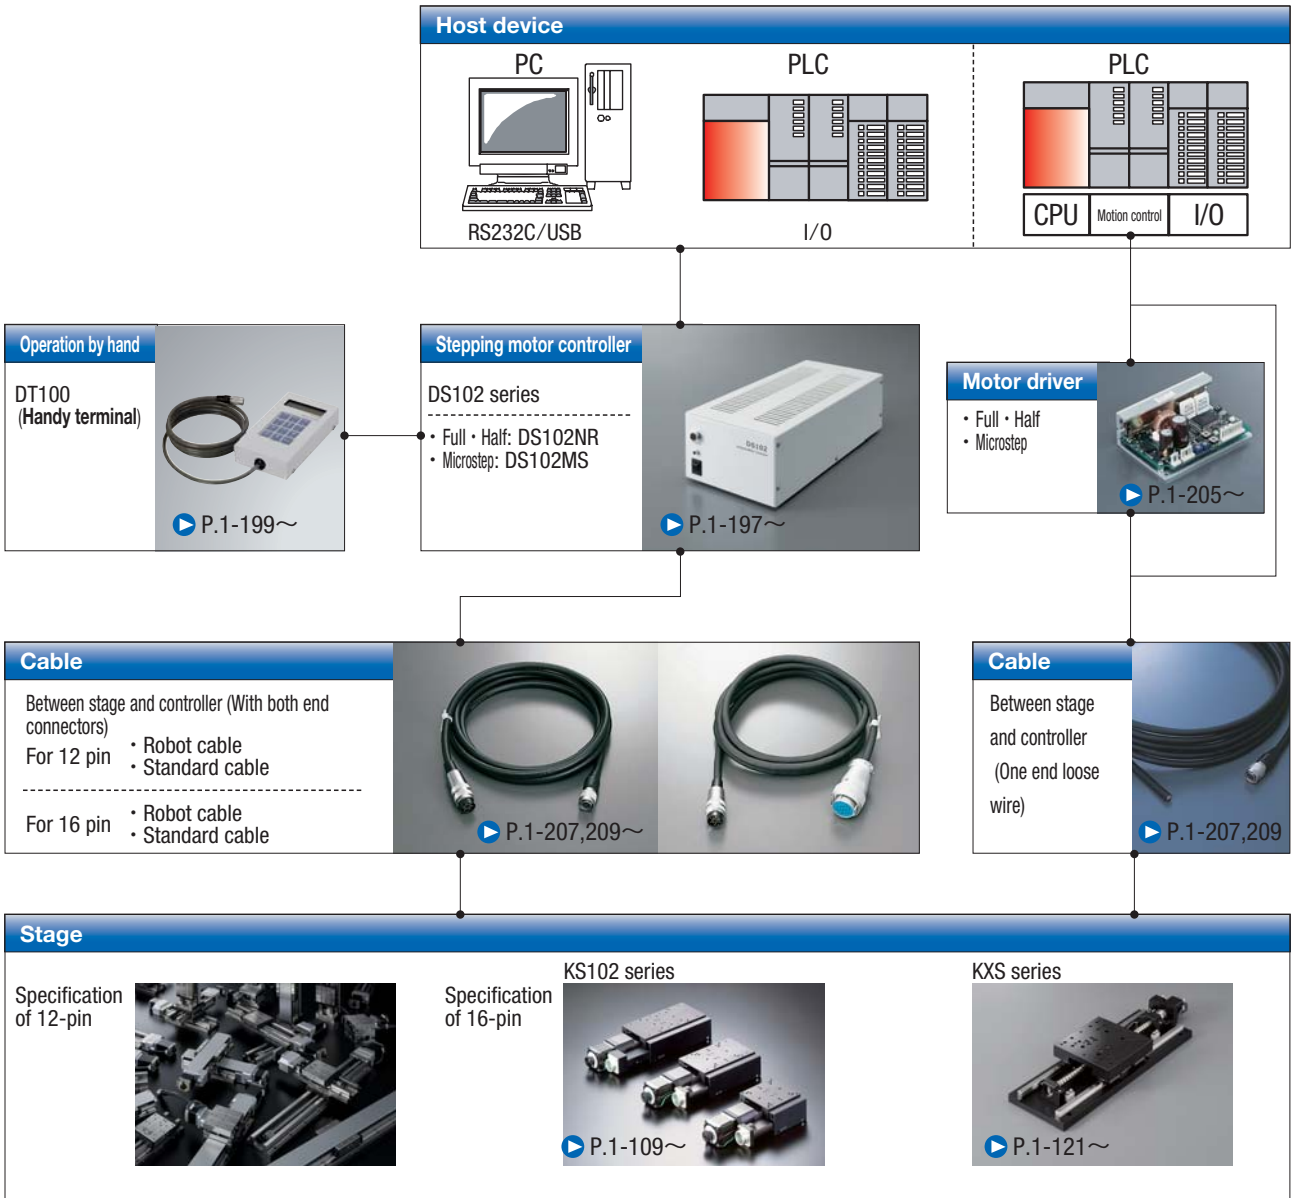 Host device
PC
PLC
PLC
CPU
Motion control
I/O
RS232C/USB
I/O
Operation by hand
DT100
(Handy terminal)
P.1-199～
Stepping motor controller
DS102 series
・Full・Half: DS102NR
・Microstep: DS102MS
DS102
P.1-197～
Motor driver
・Full・Half
・Microstep
P.1-205～
Cable
Between stage and controller (With both end
connectors)
For 12 pin
・Robot cable
・Standard cable
For 16 pin
・Robot cable
・Standard cable
P.1-207,209～
Cable
Between stage
and controller
(One end loose
wire)
P.1-207,209
Stage
Specification
of 12-pin
Specification
of 16-pin
KS102 series
P.1-109～
KXS series
P.1-121～